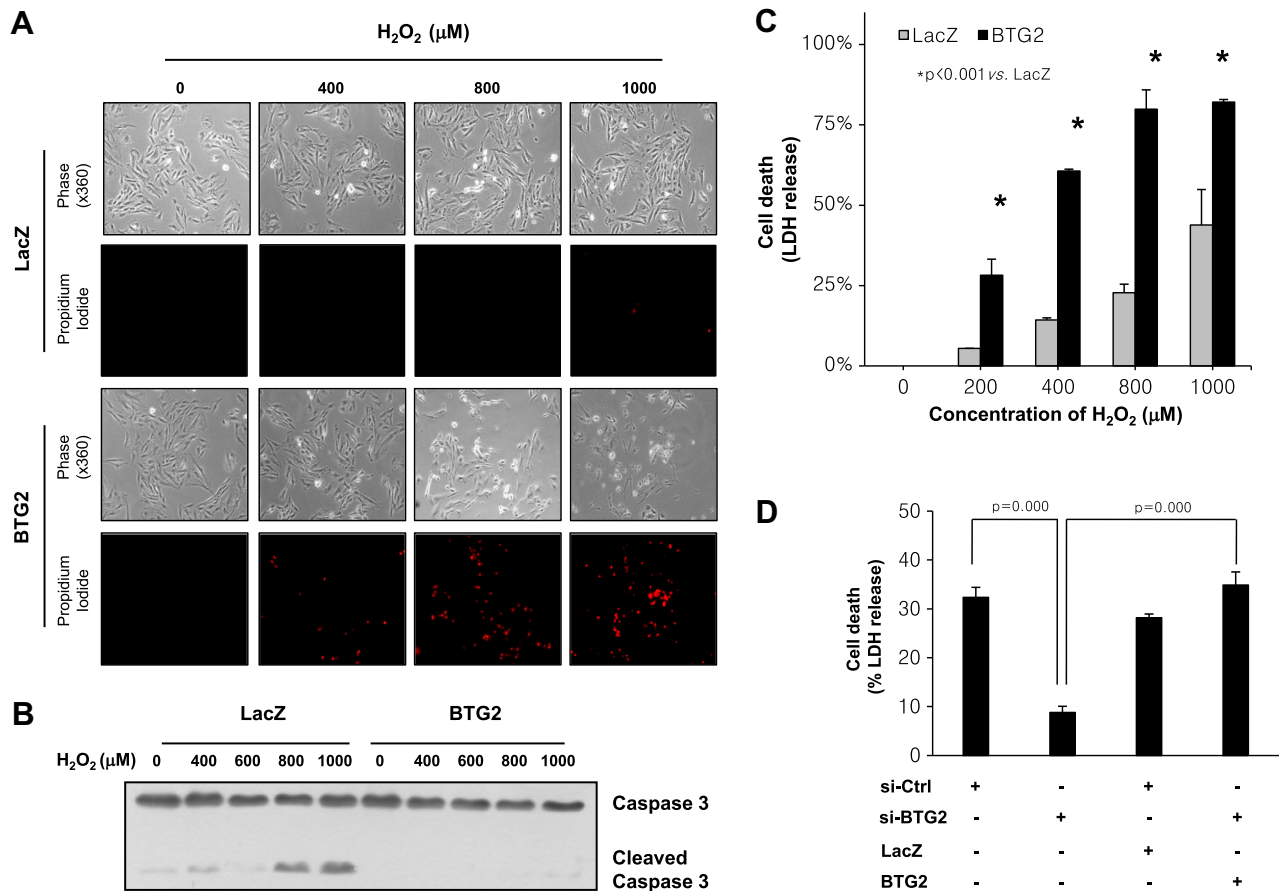 A
H₂O₂ (μM)
0 400 800 1000
LacZ
Phase
(x360)
Propidium
Iodide
BTG2
Phase
(x360)
Propidium
Iodide
B
LacZ BTG2
H₂O₂ (μM) 0 400 600 800 1000 0 400 600 800 1000
Caspase 3
Cleaved
Caspase 3
C
LacZ BTG2
*p<0.001 vs. LacZ
Cell death
(LDH release)
100%
75%
50%
25%
0%
* * * *
0 200 400 800 1000
Concentration of H₂O₂ (μM)
D
Cell death
(% LDH release)
50
40
30
20
10
0
p=0.000 p=0.000
si-Ctrl + - + -
si-BTG2 - + - +
LacZ - - + -
BTG2 - - - +